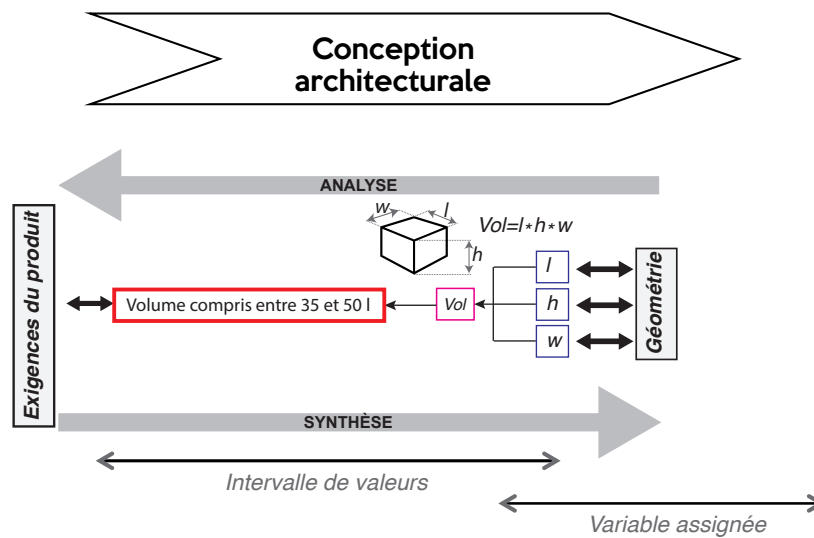 Conception
architecturale
ANALYSE
w
l
Vol=l*h*w
h
Exigences du produit
Volume compris entre 35 et 50 l
Vol
l
h
w
Géométrie
SYNTHÈSE
Intervalle de valeurs
Variable assignée